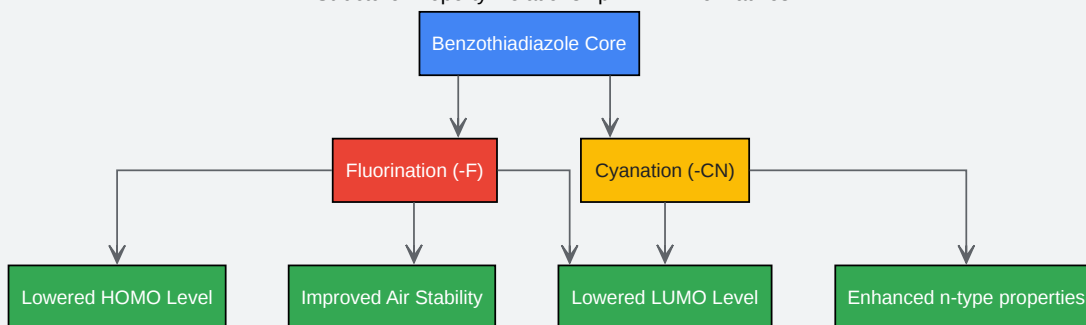 Benzothiadiazole Core
Fluorination (-F)
Cyanation (-CN)
Lowered HOMO Level
Improved Air Stability
Lowered LUMO Level
Enhanced n-type properties